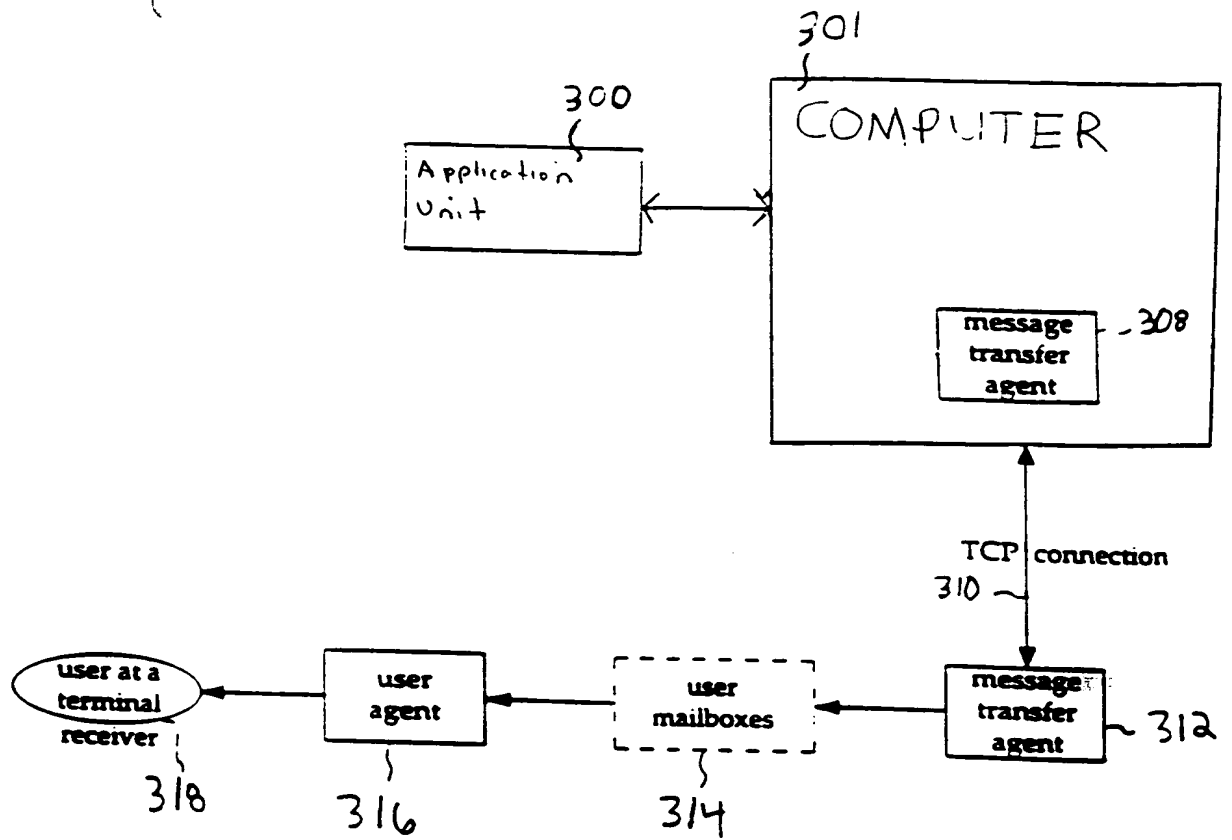 301
COMPUTER
300
Application
Unit
message
transfer
agent
308
TCP connection
310
user at a
terminal
receiver
318
user
agent
316
user
mailboxes
314
message
transfer
agent
312